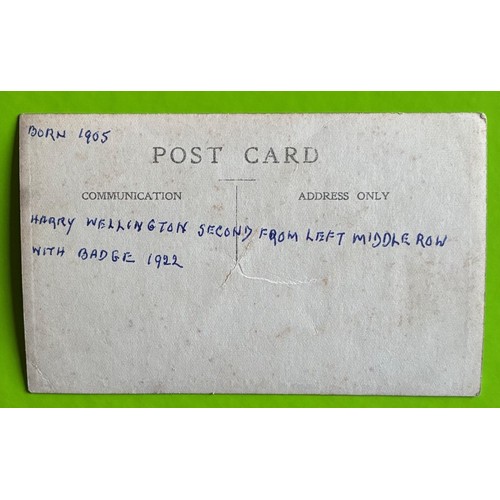 BORN 1905
POST CARD
COMMUNICATION ADDRESS ONLY
HARRY WELLINGTON SECOND FROM LEFT MIDDLE ROW
WITH BADGE 1922